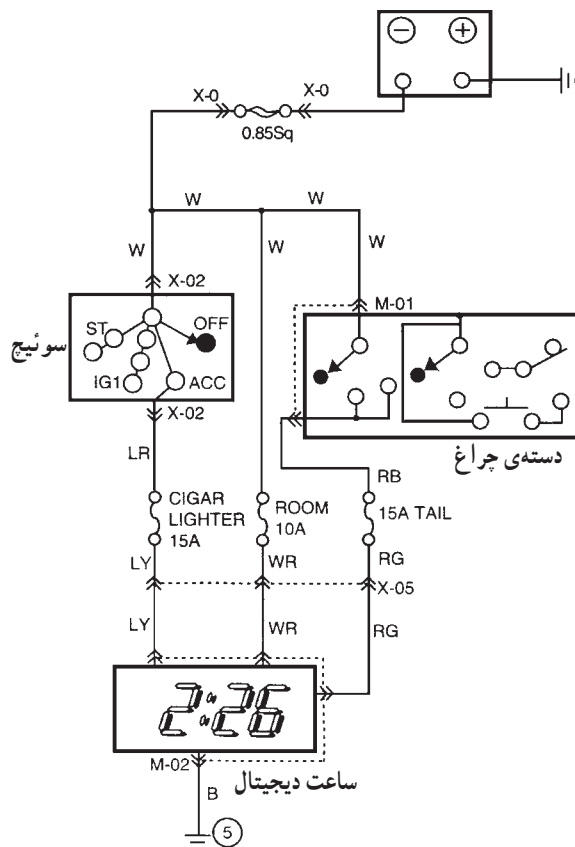 − +
X-0 X-0
0.85Sq
W W
W W W
X-02
M-01
ST OFF
سوئیچ
IG1 ACC
X-02
دسته‌ی چراغ
LR
RB
CIGAR
LIGHTER
15A
ROOM
10A
15A TAIL
LY WR RG
X-05
LY WR RG
2:26
M-02
ساعت دیجیتال
B
5